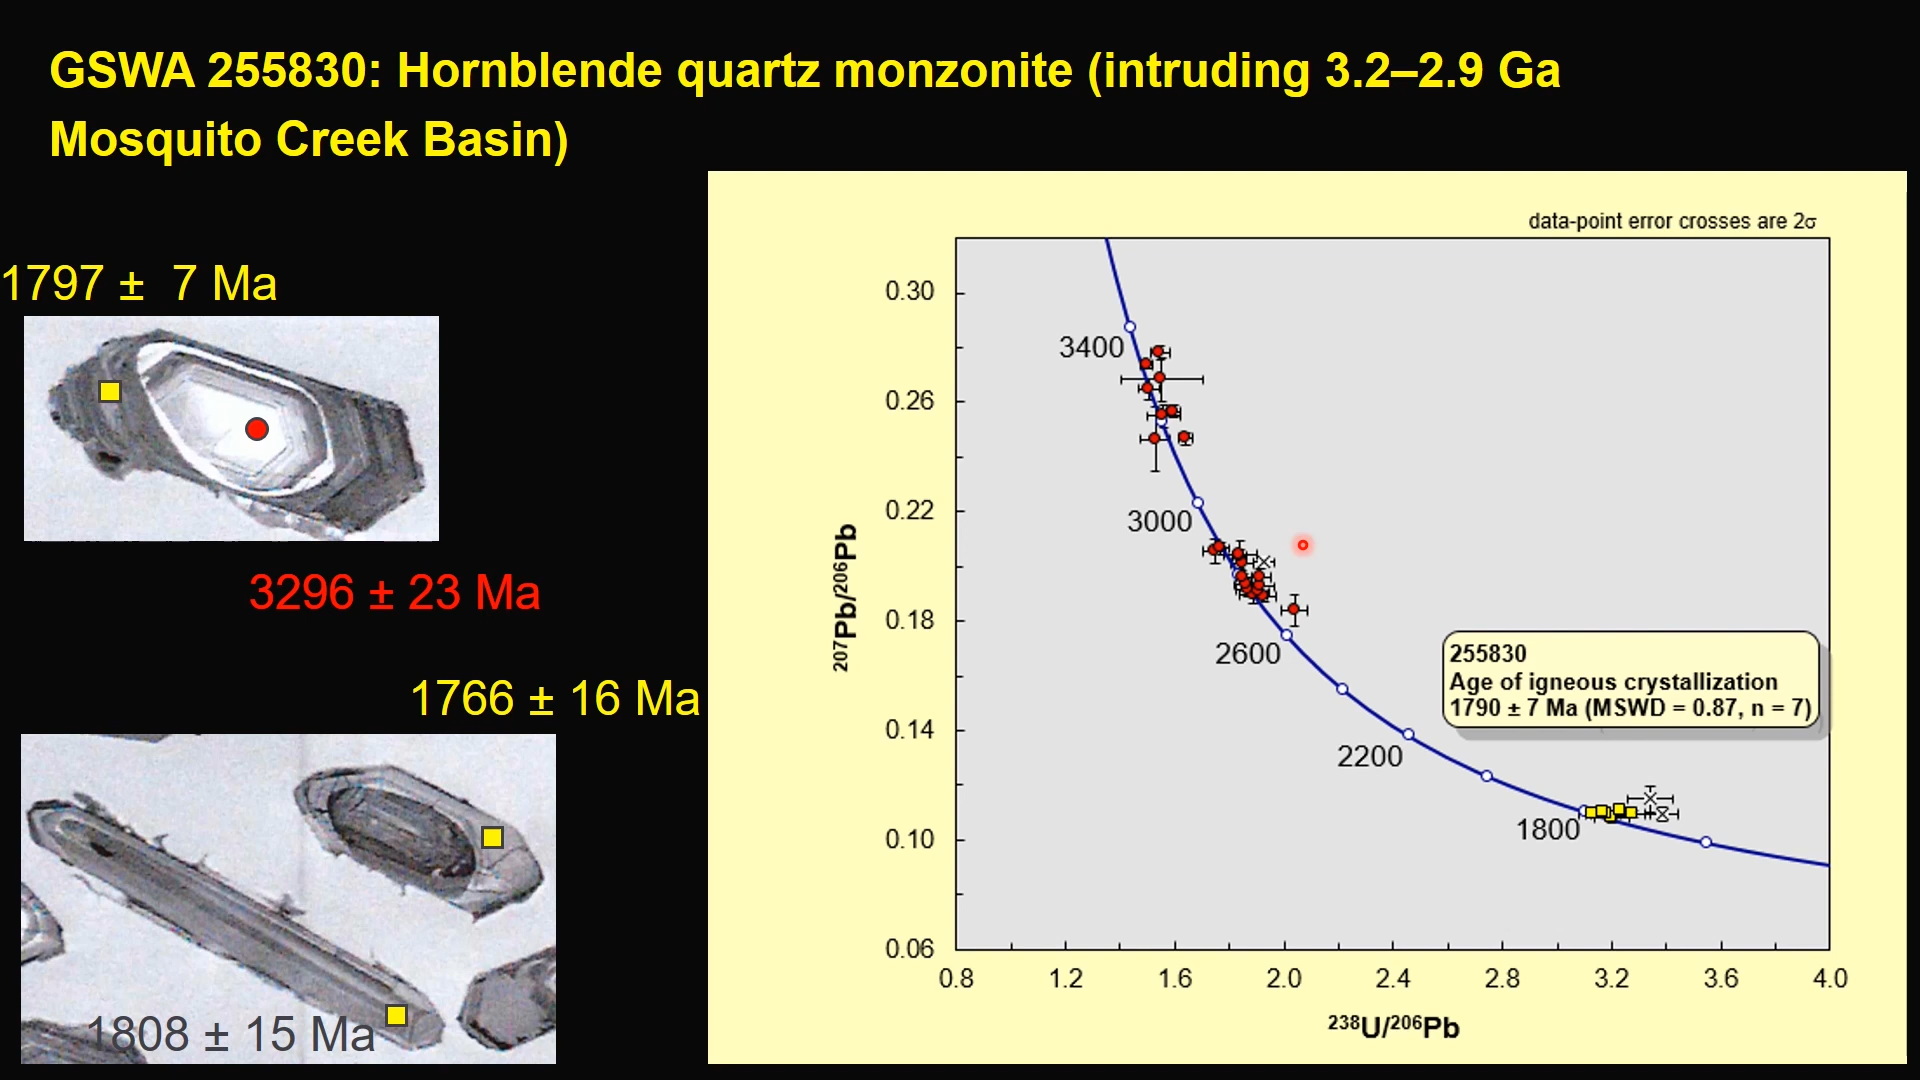 GSWA 255830: Hornblende quartz monzonite (intruding 3.2–2.9 Ga
Mosquito Creek Basin)
1797 ± 7 Ma
3296 ± 23 Ma
1766 ± 16 Ma
1808 ± 15 Ma
data-point error crosses are 2σ
0.30
0.26
0.22
0.18
0.14
0.10
0.06
207Pb/206Pb
3400
3000
2600
2200
1800
255830
Age of igneous crystallization
1790 ± 7 Ma (MSWD = 0.87, n = 7)
0.8 1.2 1.6 2.0 2.4 2.8 3.2 3.6 4.0
238U/206Pb